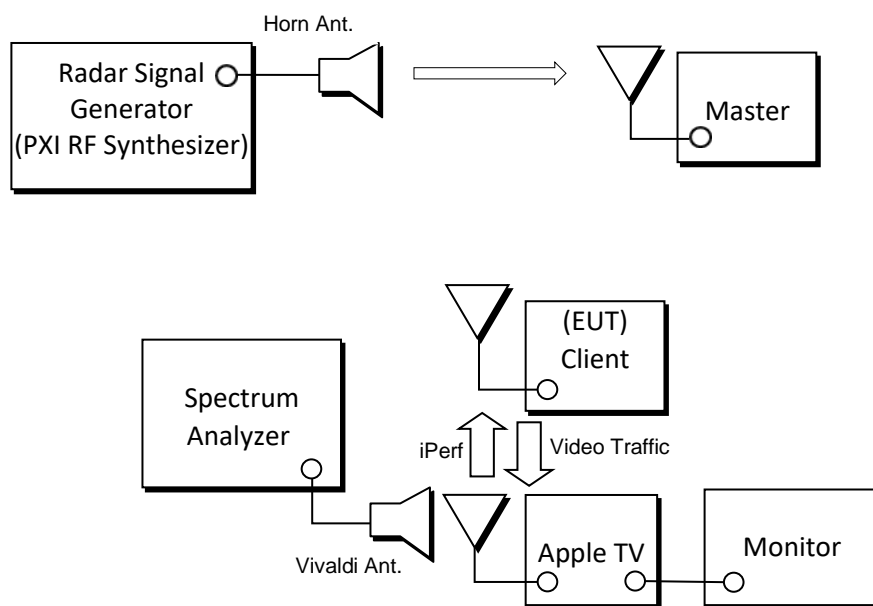 Horn Ant.
Radar Signal
Generator
(PXI RF Synthesizer)
Master
(EUT)
Client
Spectrum
Analyzer
iPerf
Video Traffic
Vivaldi Ant.
Apple TV
Monitor